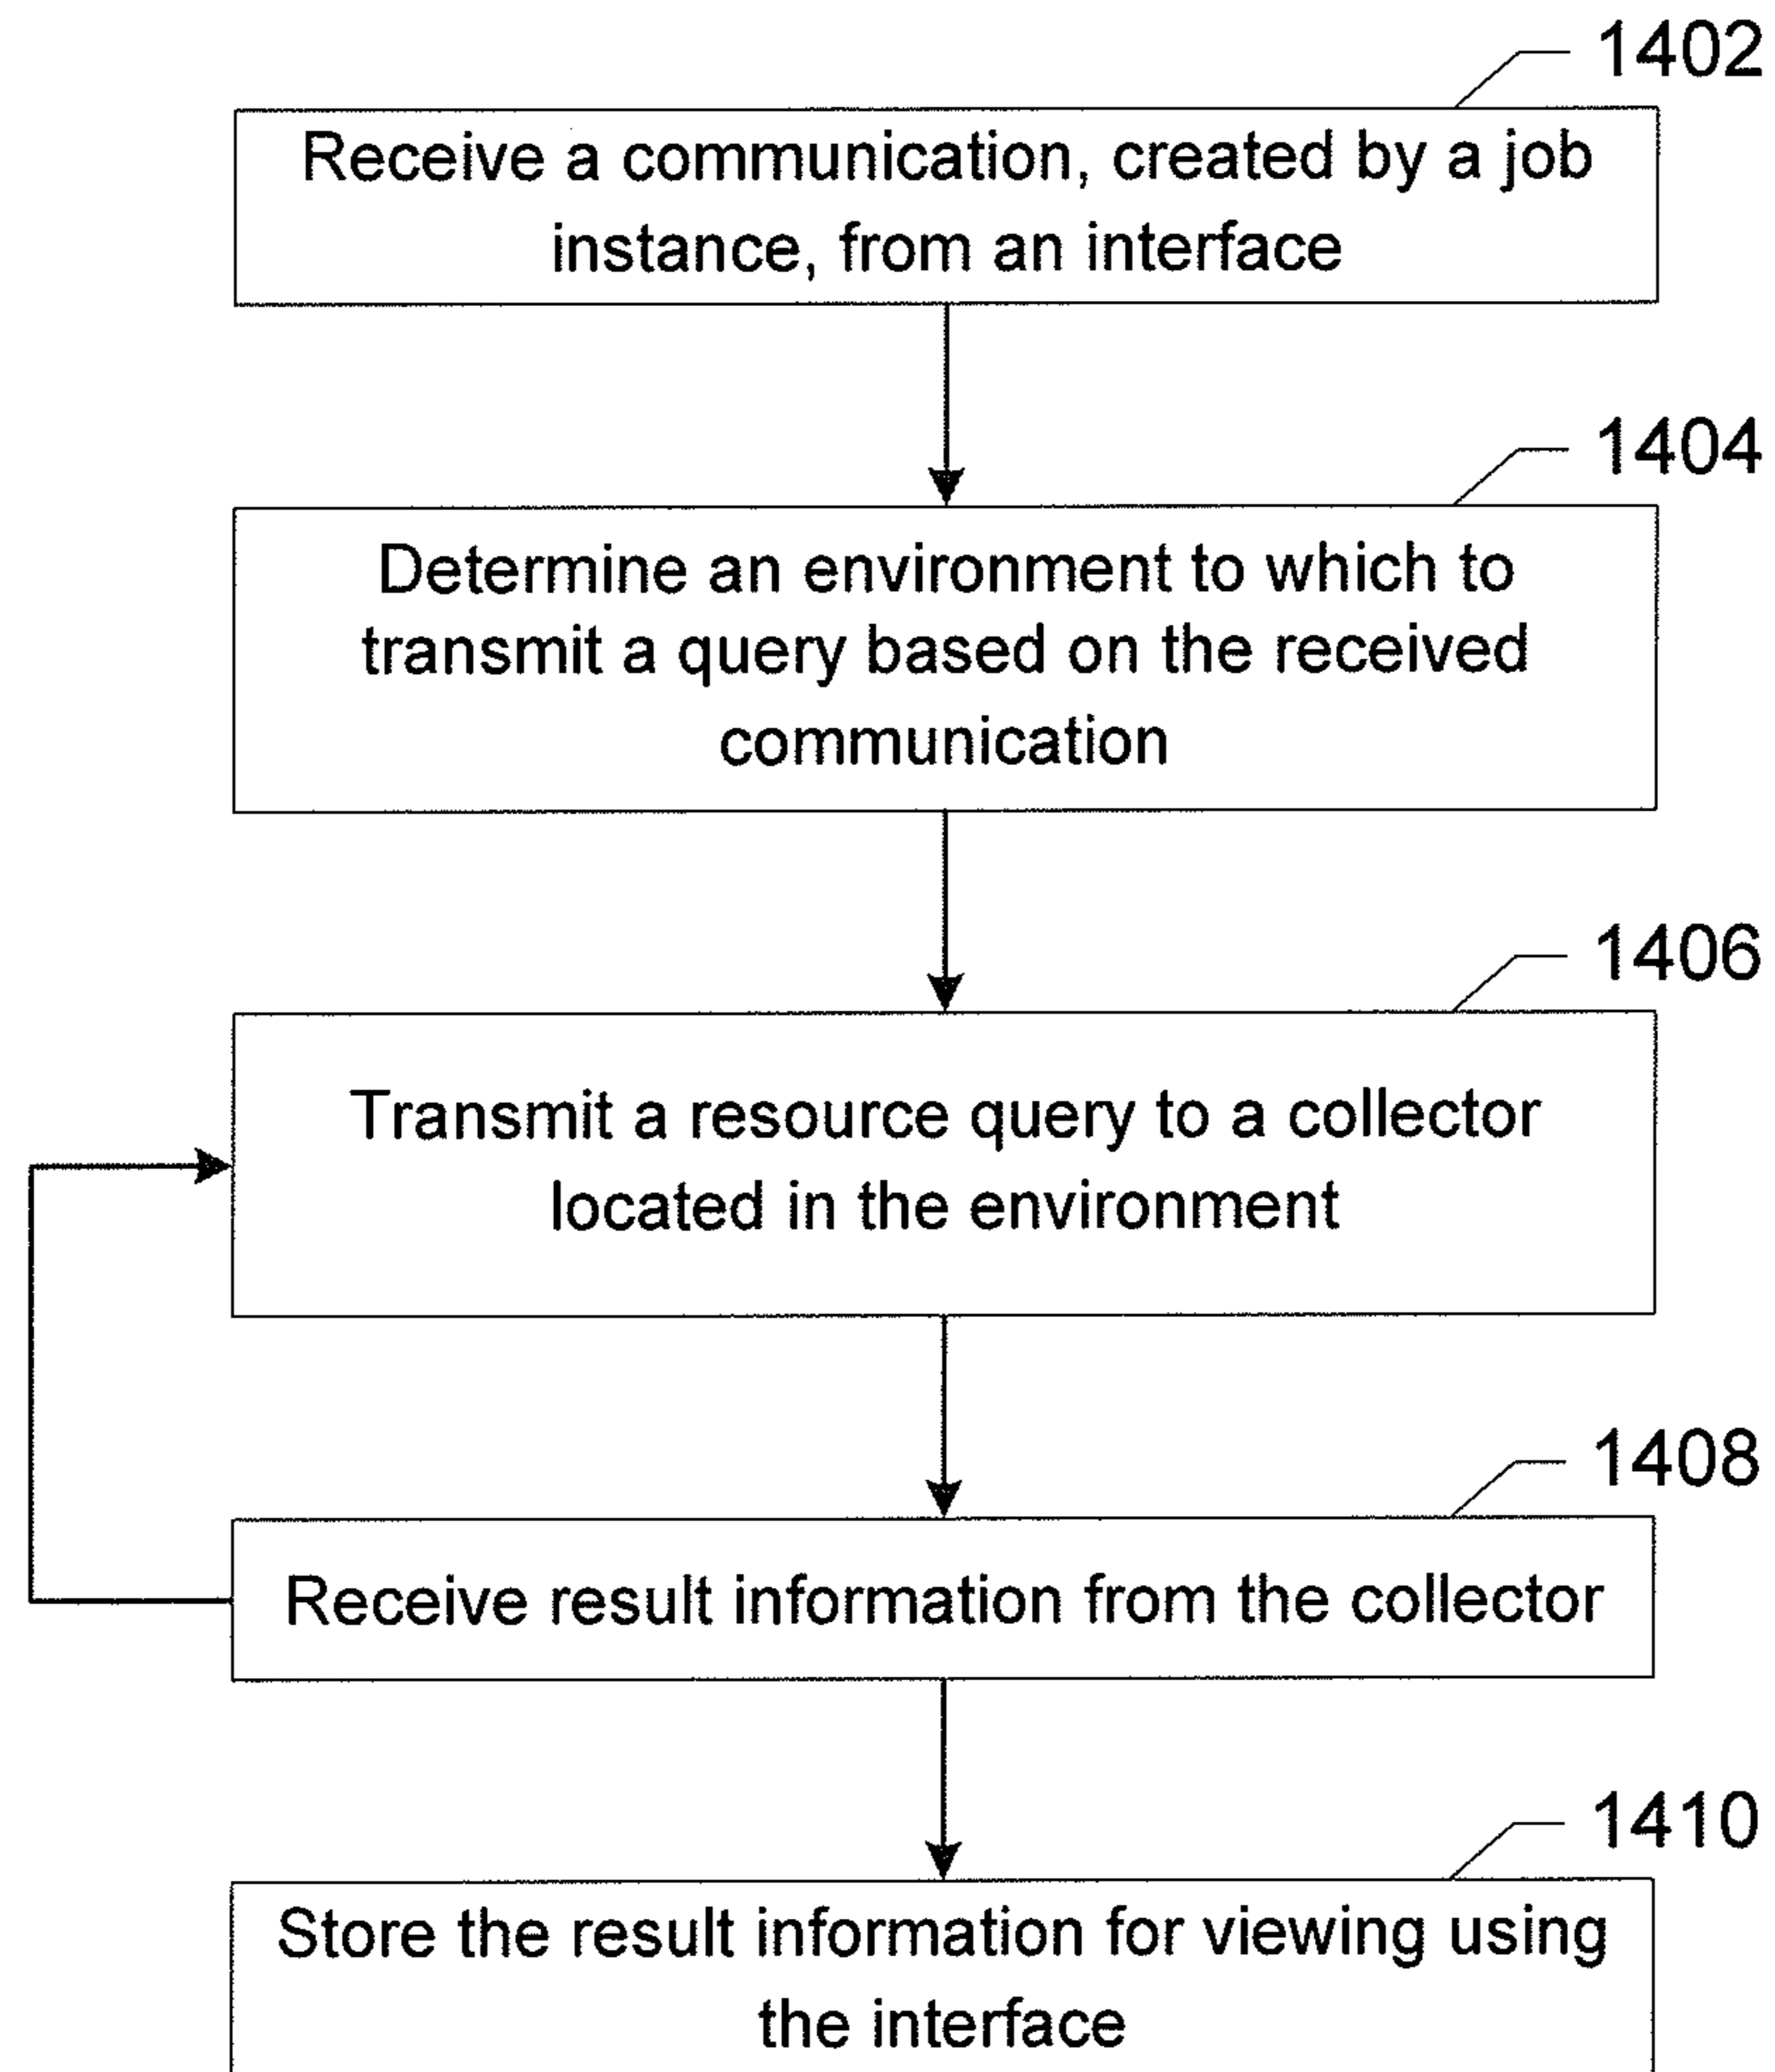 1402
Receive a communication, created by a job
instance, from an interface
1404
Determine an environment to which to
transmit a query based on the received
communication
1406
Transmit a resource query to a collector
located in the environment
1408
Receive result information from the collector
1410
Store the result information for viewing using
the interface